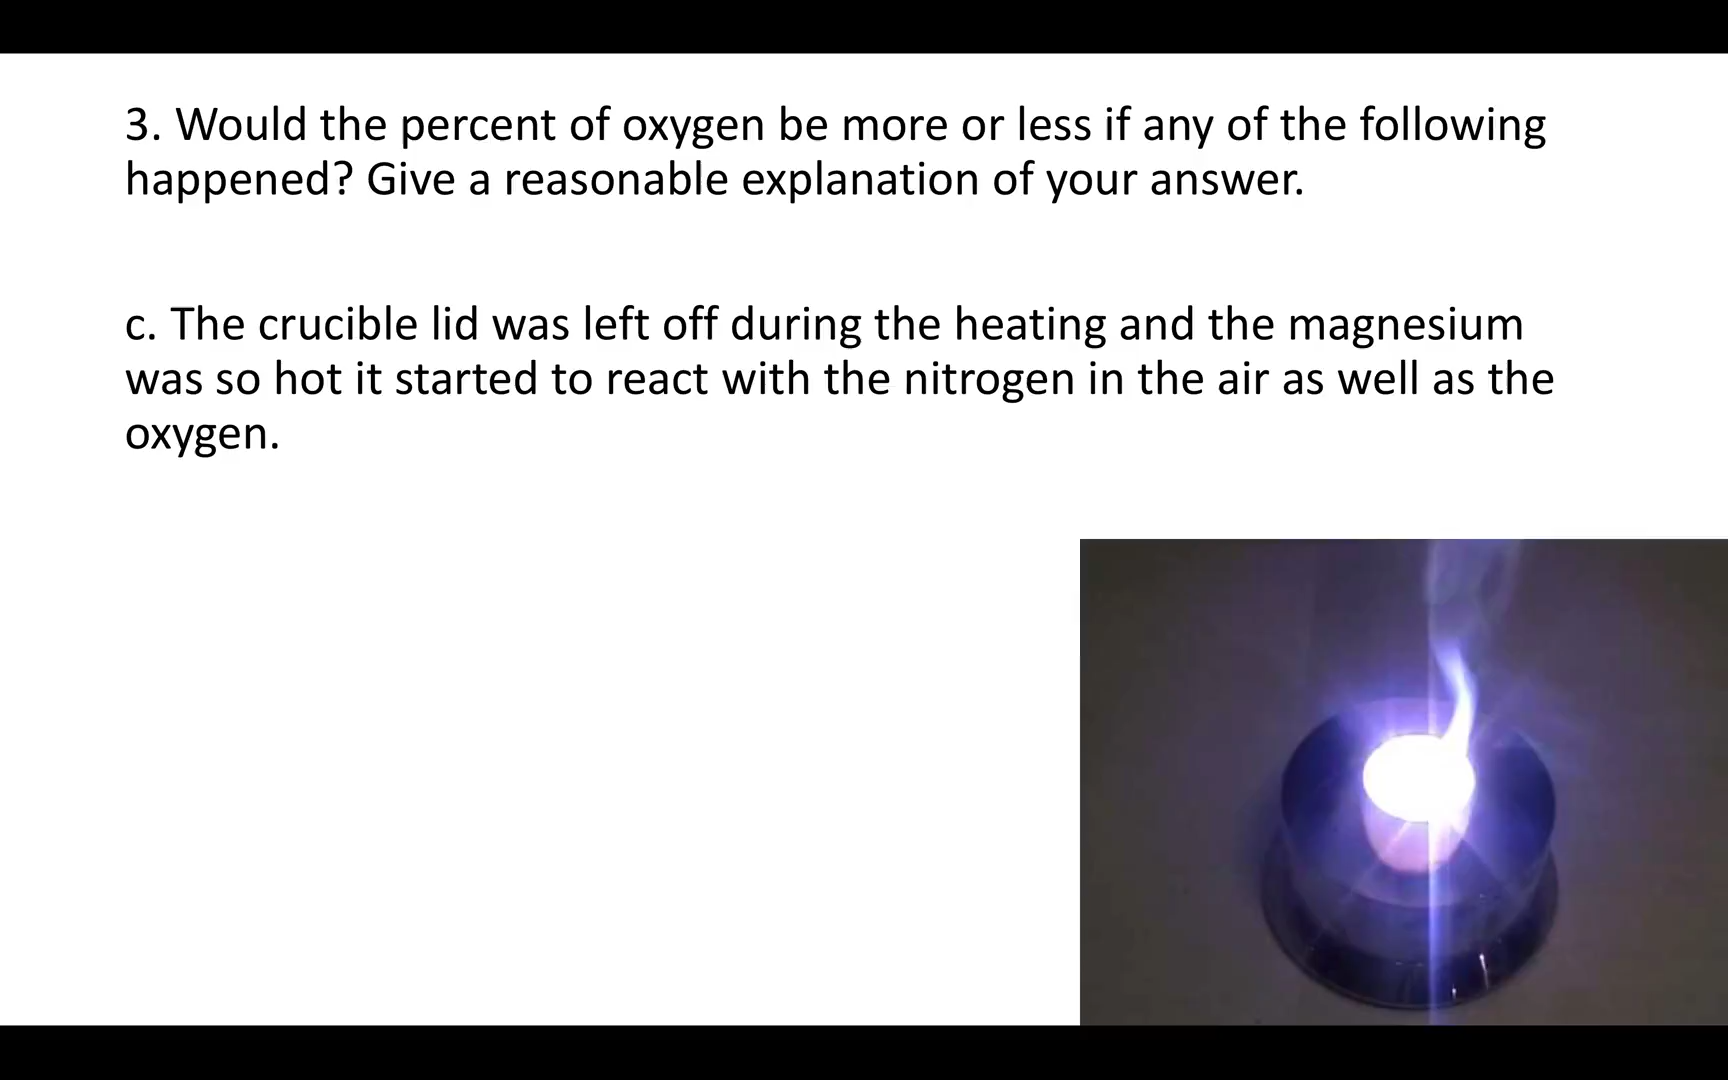 3. Would the percent of oxygen be more or less if any of the following
happened? Give a reasonable explanation of your answer.
c. The crucible lid was left off during the heating and the magnesium
was so hot it started to react with the nitrogen in the air as well as the
oxygen.